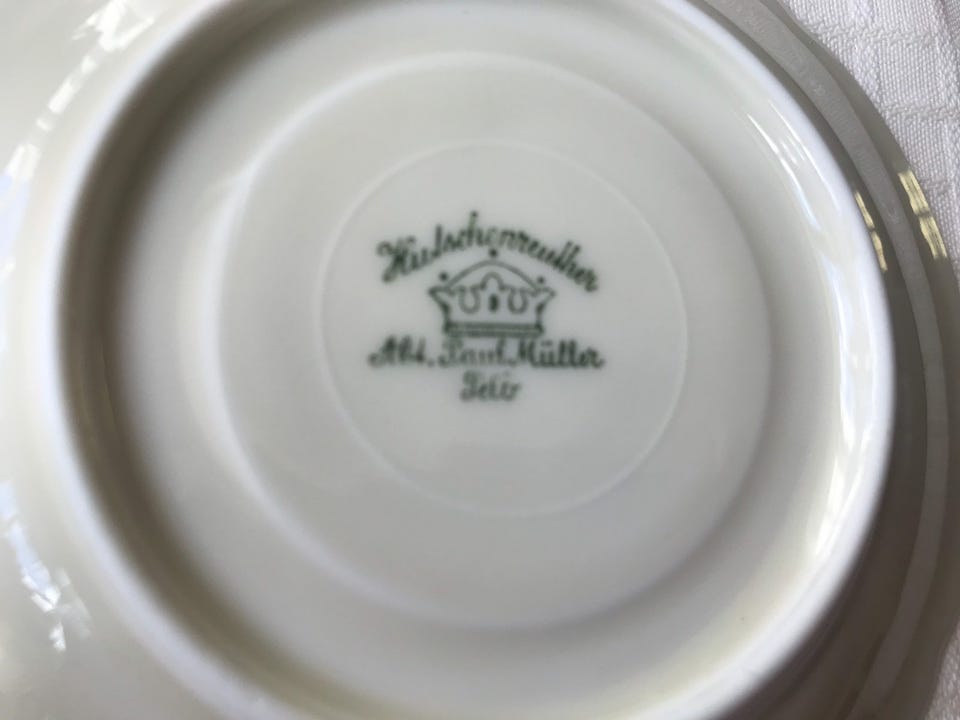 Hutschenreuther
Abt. Paul Müller
Selb